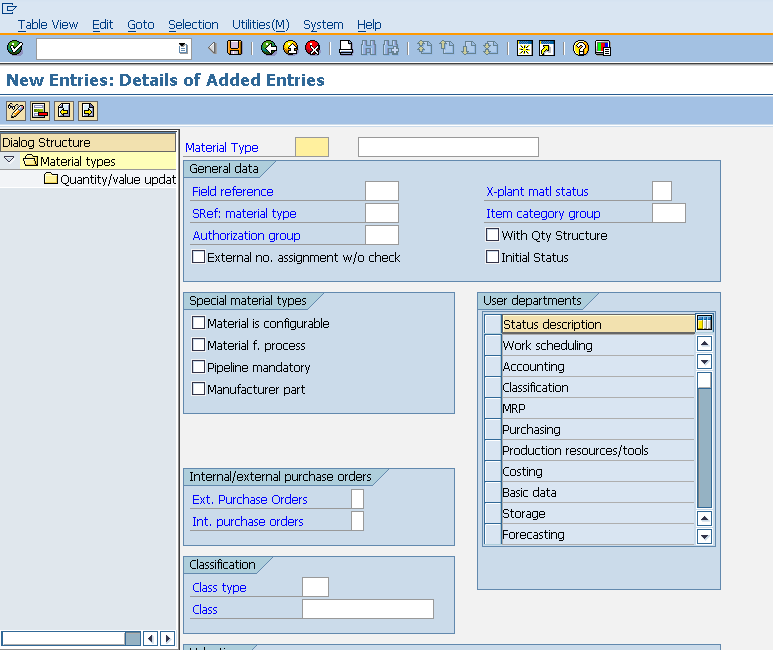 Table View Edit Goto Selection Utilities(M) System Help
New Entries: Details of Added Entries
Dialog Structure
Material types
Quantity/value updat
Material Type
General data
Field reference
X-plant matl status
SRef: material type
Item category group
Authorization group
With Qty Structure
External no. assignment w/o check
Initial Status
Special material types
Material is configurable
Material f. process
Pipeline mandatory
Manufacturer part
User departments
Status description
Work scheduling
Accounting
Classification
MRP
Purchasing
Production resources/tools
Costing
Basic data
Storage
Forecasting
Internal/external purchase orders
Ext. Purchase Orders
Int. purchase orders
Classification
Class type
Class